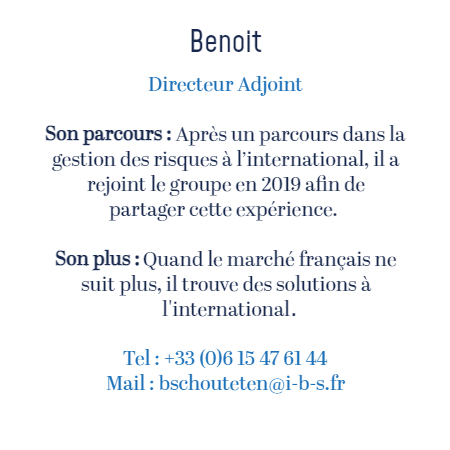 Benoit
Directeur Adjoint
Son parcours : Après un parcours dans la
gestion des risques à l'international, il a
rejoint le groupe en 2019 afin de
partager cette expérience.
Son plus : Quand le marché français ne
suit plus, il trouve des solutions à
l'international.
Tel : +33 (0)6 15 47 61 44
Mail : bschouteten@i-b-s.fr